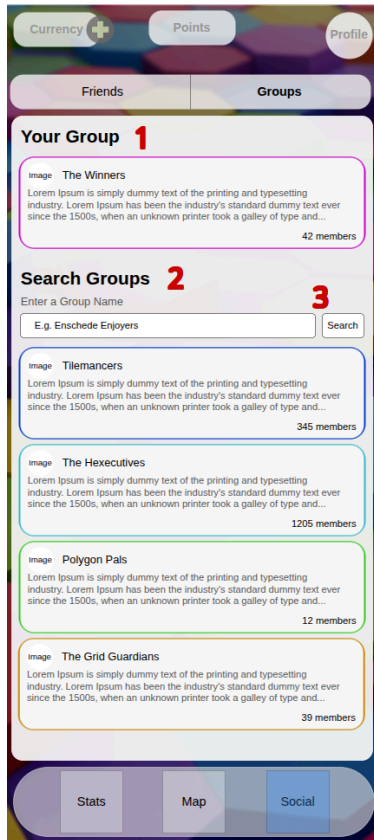 Currency
Points
Profile
Friends
Groups
Your Group 1
Image The Winners
Lorem Ipsum is simply dummy text of the printing and typesetting
industry. Lorem Ipsum has been the industry's standard dummy text ever
since the 1500s, when an unknown printer took a galley of type and...
42 members
Search Groups 2
Enter a Group Name
3
E.g. Enschede Enjoyers
Search
Image Tilemancers
Lorem Ipsum is simply dummy text of the printing and typesetting
industry. Lorem Ipsum has been the industry's standard dummy text ever
since the 1500s, when an unknown printer took a galley of type and...
345 members
Image The Hexecutives
Lorem Ipsum is simply dummy text of the printing and typesetting
industry. Lorem Ipsum has been the industry's standard dummy text ever
since the 1500s, when an unknown printer took a galley of type and...
1205 members
Image Polygon Pals
Lorem Ipsum is simply dummy text of the printing and typesetting
industry. Lorem Ipsum has been the industry's standard dummy text ever
since the 1500s, when an unknown printer took a galley of type and...
12 members
Image The Grid Guardians
Lorem Ipsum is simply dummy text of the printing and typesetting
industry. Lorem Ipsum has been the industry's standard dummy text ever
since the 1500s, when an unknown printer took a galley of type and...
39 members
Stats
Map
Social